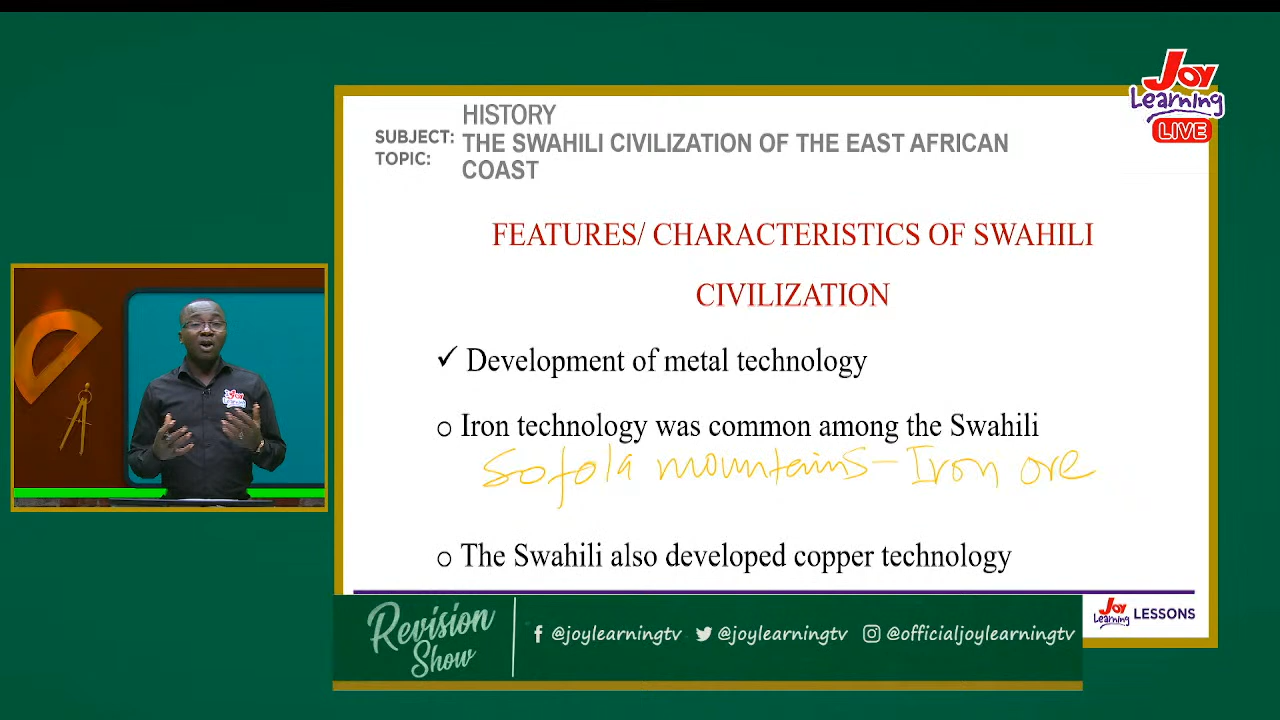 Joy
Learning
LIVE
HISTORY
SUBJECT: THE SWAHILI CIVILIZATION OF THE EAST AFRICAN
TOPIC: COAST
FEATURES/ CHARACTERISTICS OF SWAHILI
CIVILIZATION
✓ Development of metal technology
o Iron technology was common among the Swahili
Sofola mountains - Iron ore
o The Swahili also developed copper technology
Joy
Learning LESSONS
Revision
Show
@joylearningtv @joylearningtv @officialjoylearningtv
Joy
Learning